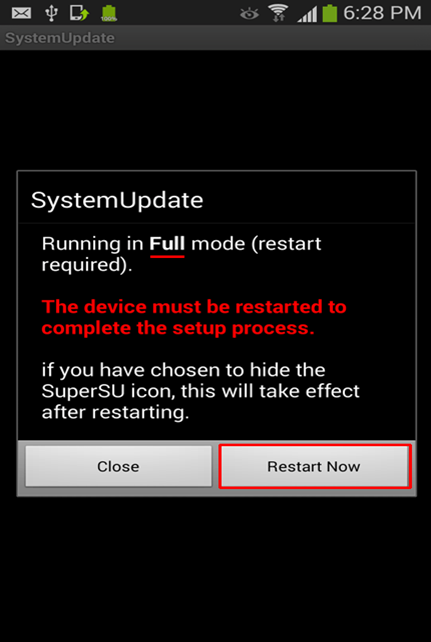 6:28 PM
SystemUpdate
SystemUpdate
Running in Full mode (restart
required).
The device must be restarted to
complete the setup process.
if you have chosen to hide the
SuperSU icon, this will take effect
after restarting.
Close
Restart Now